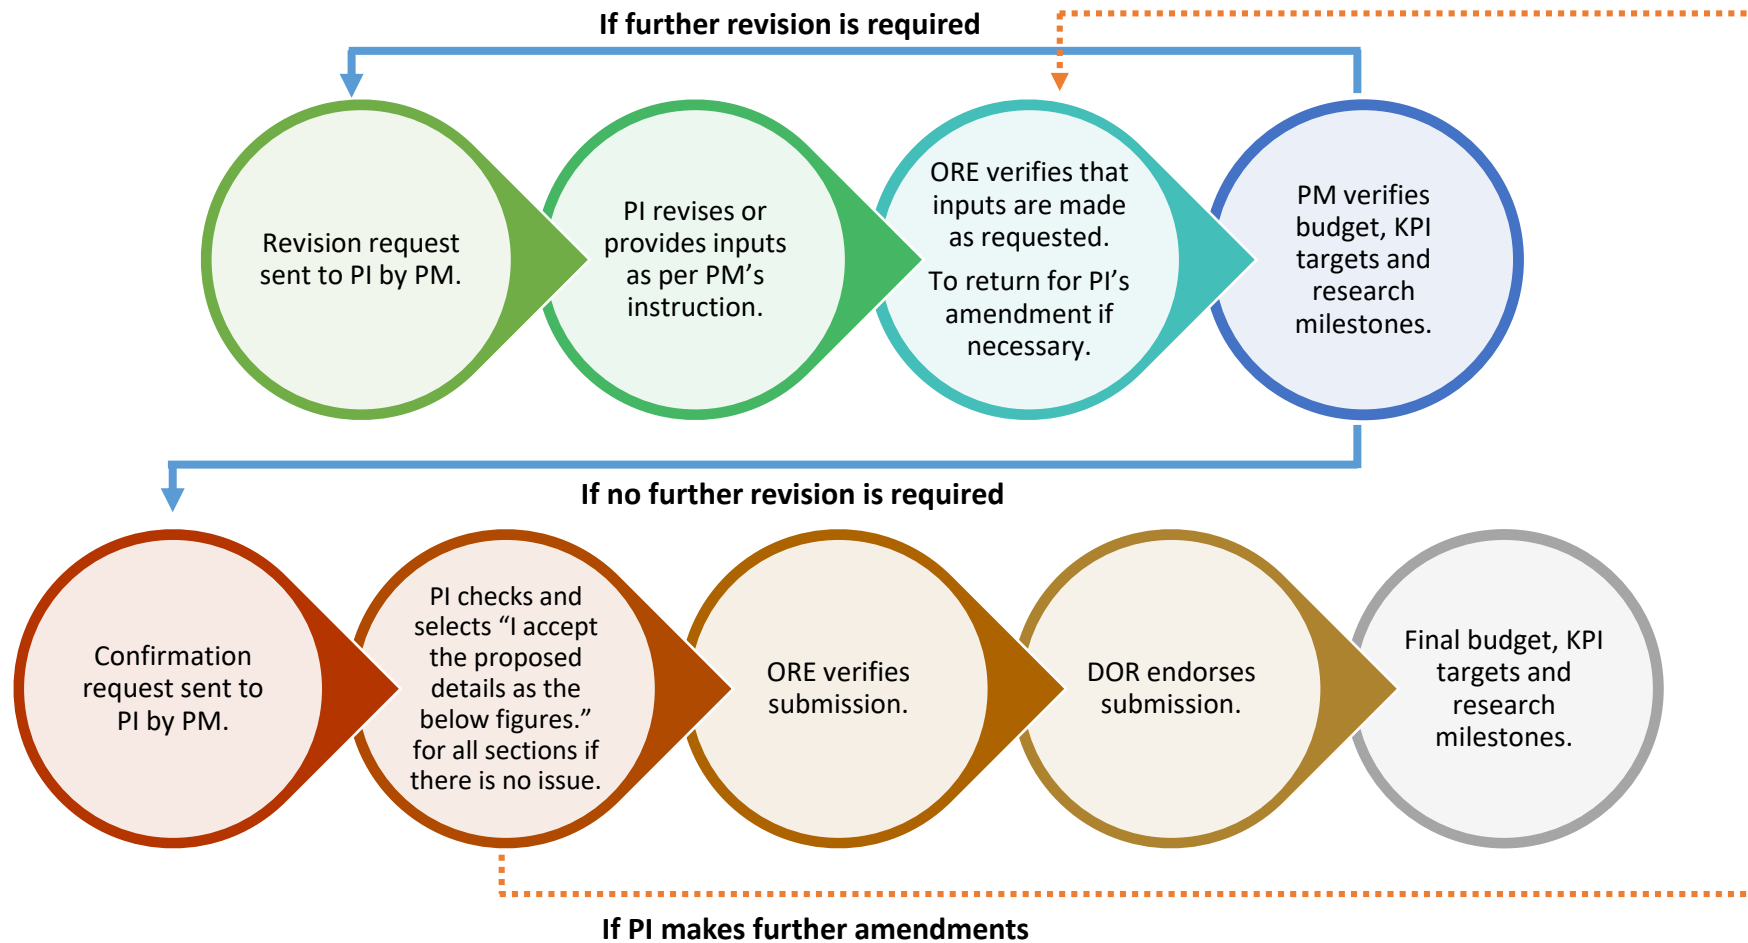 If further revision is required
Revision request
sent to PI by PM.
PI revises or
provides inputs
as per PM’s
instruction.
ORE verifies that
inputs are made
as requested.
To return for PI’s
amendment if
necessary.
PM verifies
budget, KPI
targets and
research
milestones.
If no further revision is required
Confirmation
request sent to
PI by PM.
PI checks and
selects “I accept
the proposed
details as the
below figures.”
for all sections if
there is no issue.
ORE verifies
submission.
DOR endorses
submission.
Final budget, KPI
targets and
research
milestones.
If PI makes further amendments